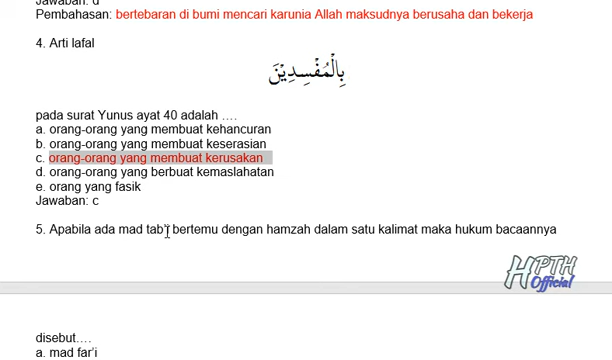 Jawaban: d
Pembahasan: bertebaran di bumi mencari karunia Allah maksudnya berusaha dan bekerja
4. Arti lafal
بِالْمُفْسِدِيْنَ
pada surat Yunus ayat 40 adalah ….
a. orang-orang yang membuat kehancuran
b. orang-orang yang membuat keserasian
c. orang-orang yang membuat kerusakan
d. orang-orang yang berbuat kemaslahatan
e. orang yang fasik
Jawaban: c
5. Apabila ada mad tab’i bertemu dengan hamzah dalam satu kalimat maka hukum bacaannya
HPTH
Official
disebut….
a. mad far’i